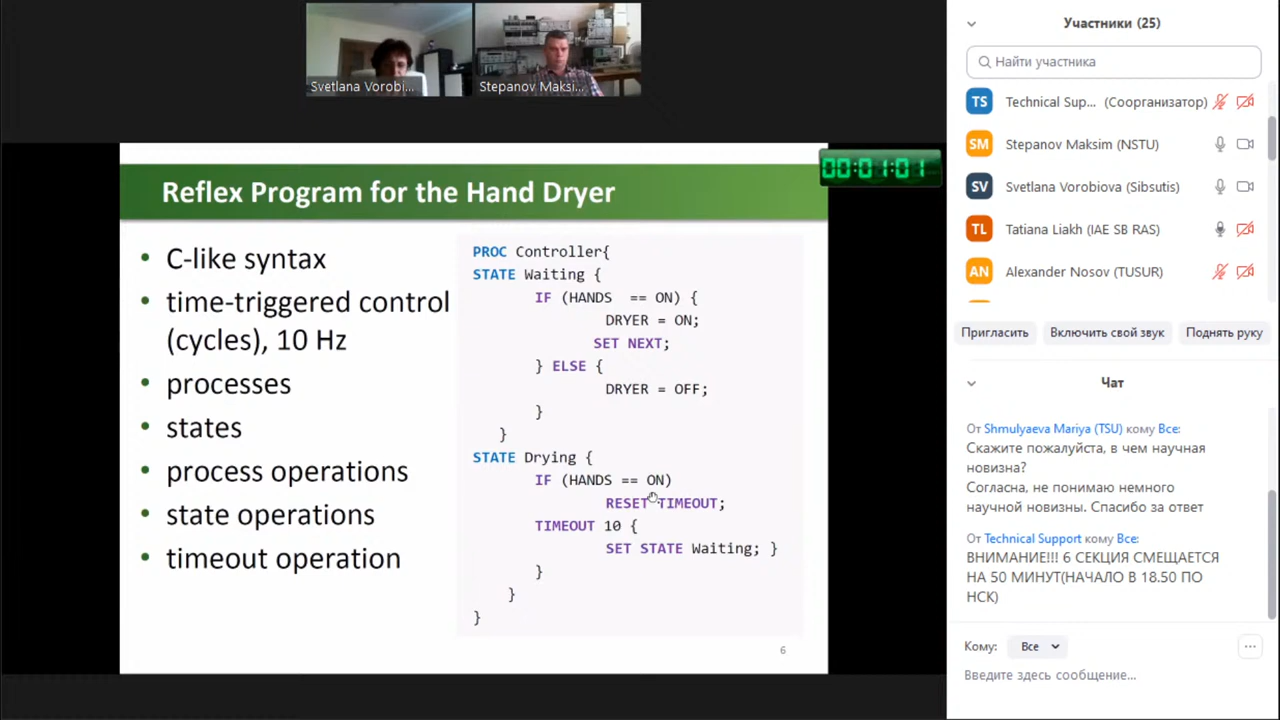 Svetlana Vorobi...
Stepanov Maksi...
00:01:01
Reflex Program for the Hand Dryer
• C-like syntax
• time-triggered control
(cycles), 10 Hz
• processes
• states
• process operations
• state operations
• timeout operation
PROC Controller{
STATE Waiting {
IF (HANDS == ON) {
DRYER = ON;
SET NEXT;
} ELSE {
DRYER = OFF;
}
}
STATE Drying {
IF (HANDS == ON)
RESET TIMEOUT;
TIMEOUT 10 {
SET STATE Waiting; }
}
}
}
6
Участники (25)
Найти участника
TS Technical Sup... (Соорганизатор)
SM Stepanov Maksim (NSTU)
SV Svetlana Vorobiova (Sibsutis)
TL Tatiana Liakh (IAE SB RAS)
AN Alexander Nosov (TUSUR)
Пригласить Включить свой звук Поднять руку
Чат
От Shmulyaeva Mariya (TSU) кому Все:
Скажите пожалуйста, в чем научная
новизна?
Согласна, не понимаю немного
научной новизны. Спасибо за ответ
От Technical Support кому Все:
ВНИМАНИЕ!!! 6 СЕКЦИЯ СМЕЩАЕТСЯ
НА 50 МИНУТ(НАЧАЛО В 18.50 ПО
НСК)
Кому: Все
Введите здесь сообщение...